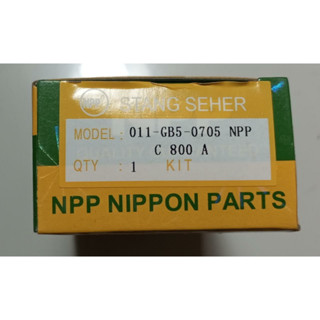 STANG SEHER
MODEL : 011-GB5-0705 NPP
C 800 A
QTY : 1 KIT
NPP NIPPON PARTS